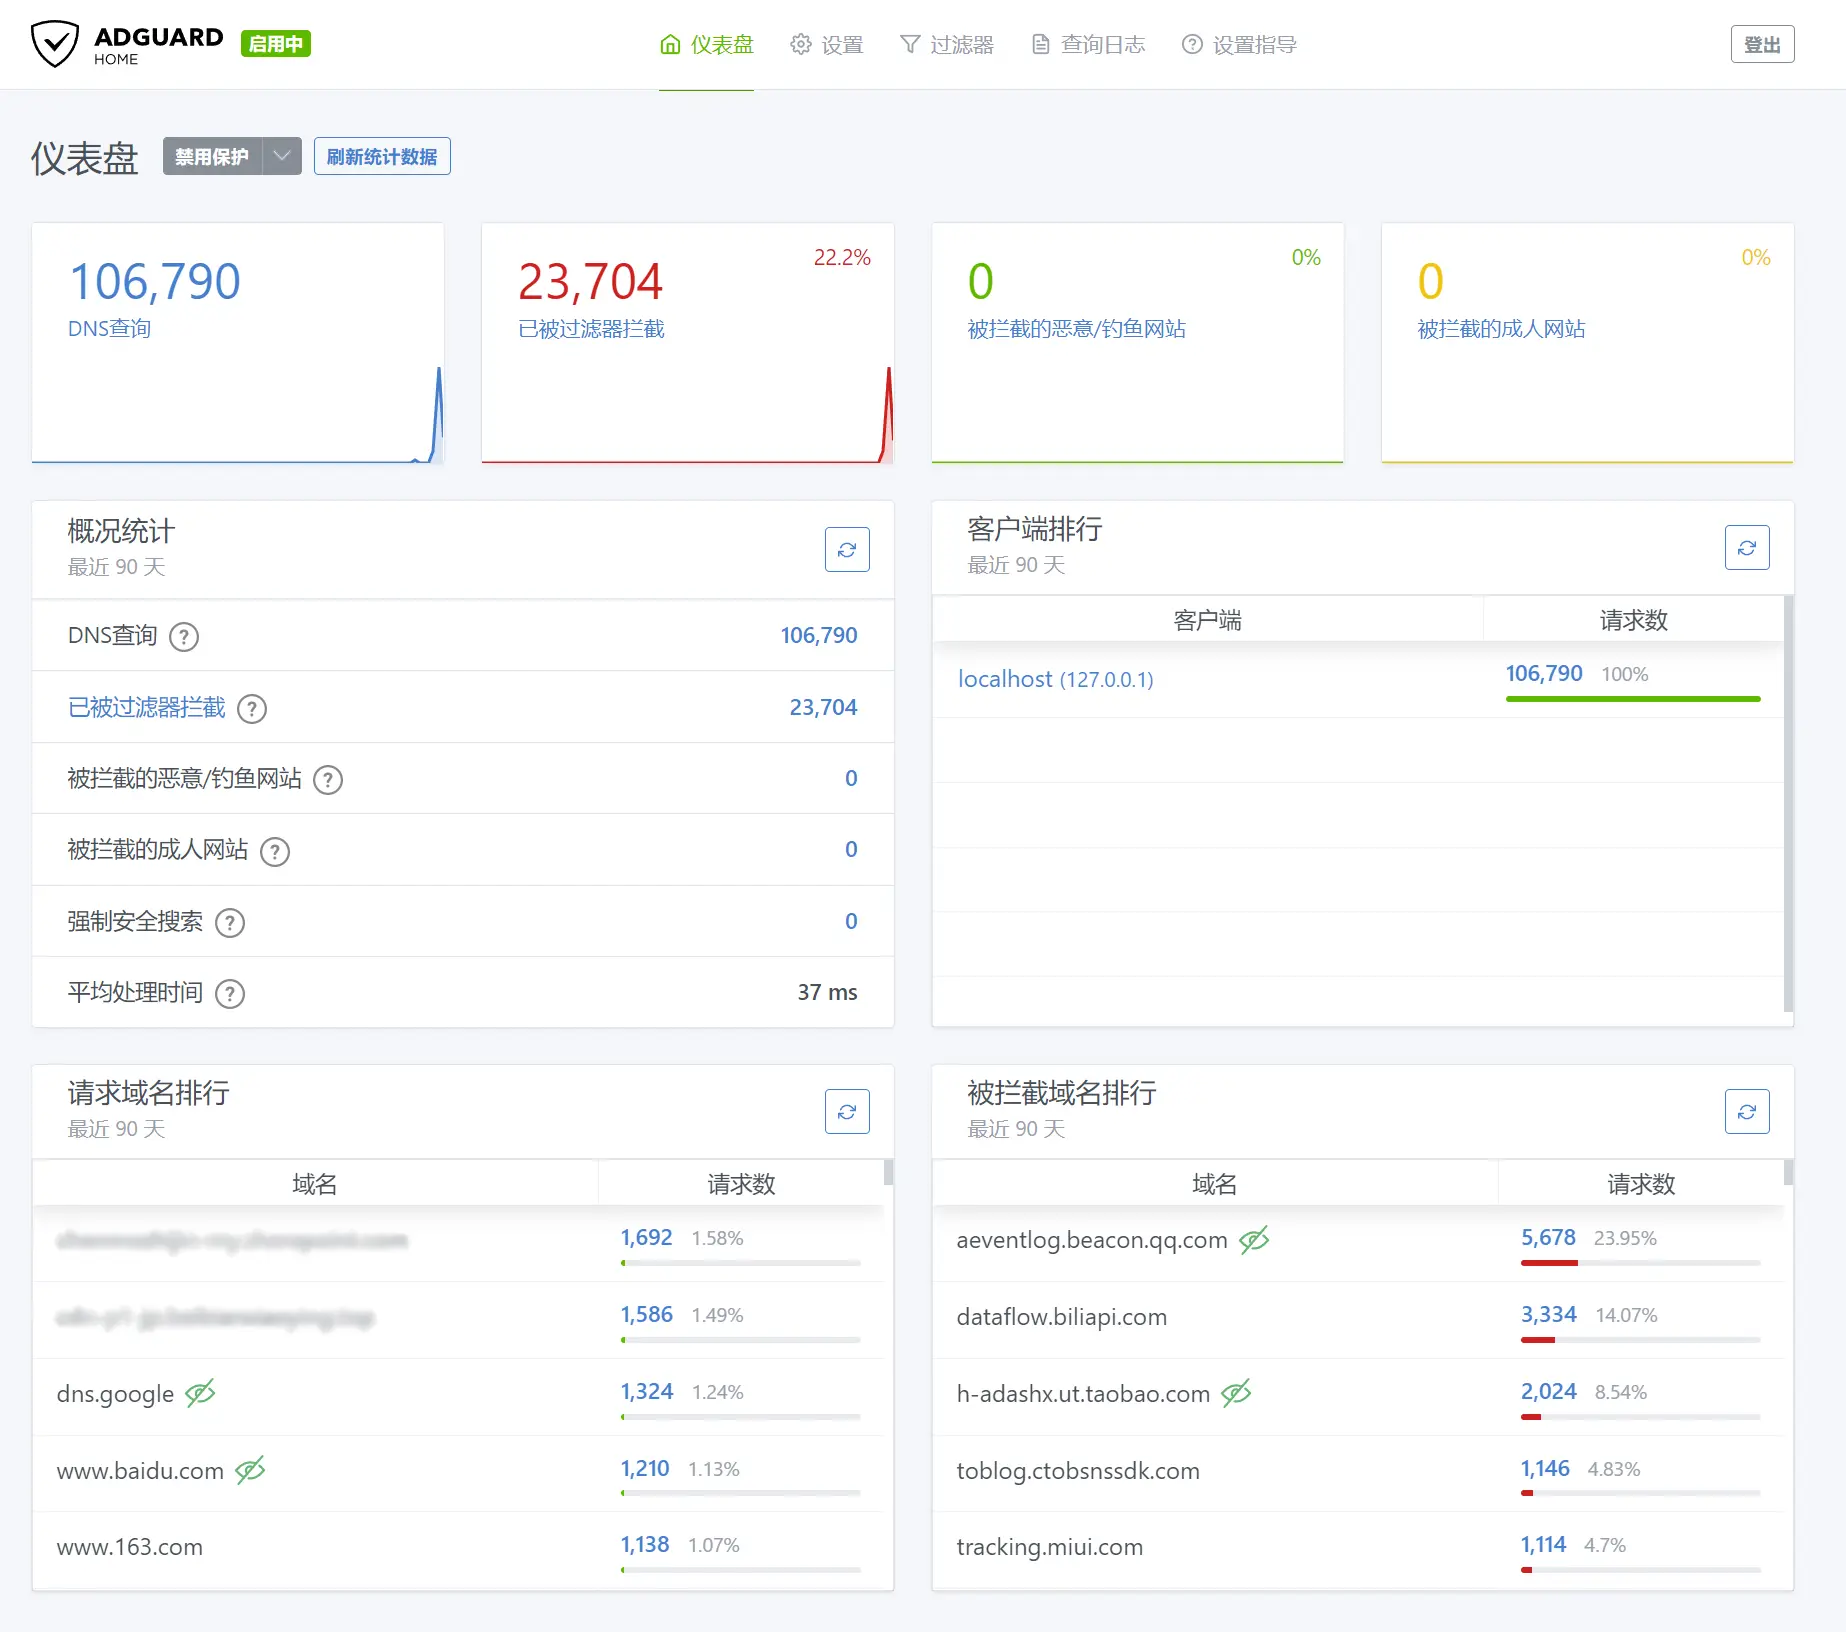 ADGUARD
HOME
启用中
仪表盘
设置
过滤器
查询日志
设置指导
登出
仪表盘
禁用保护
刷新统计数据
106,790
DNS查询
22.2%
23,704
已被过滤器拦截
0%
0
被拦截的恶意/钓鱼网站
0%
0
被拦截的成人网站
概况统计
最近 90 天
DNS查询 ? 106,790
已被过滤器拦截 ? 23,704
被拦截的恶意/钓鱼网站 ? 0
被拦截的成人网站 ? 0
强制安全搜索 ? 0
平均处理时间 ? 37 ms
客户端排行
最近 90 天
客户端 请求数
localhost (127.0.0.1) 106,790 100%
请求域名排行
最近 90 天
域名 请求数
1,692 1.58%
1,586 1.49%
dns.google 1,324 1.24%
www.baidu.com 1,210 1.13%
www.163.com 1,138 1.07%
被拦截域名排行
最近 90 天
域名 请求数
aeventlog.beacon.qq.com 5,678 23.95%
dataflow.biliapi.com 3,334 14.07%
h-adashx.ut.taobao.com 2,024 8.54%
toblog.ctobsnssdk.com 1,146 4.83%
tracking.miui.com 1,114 4.7%